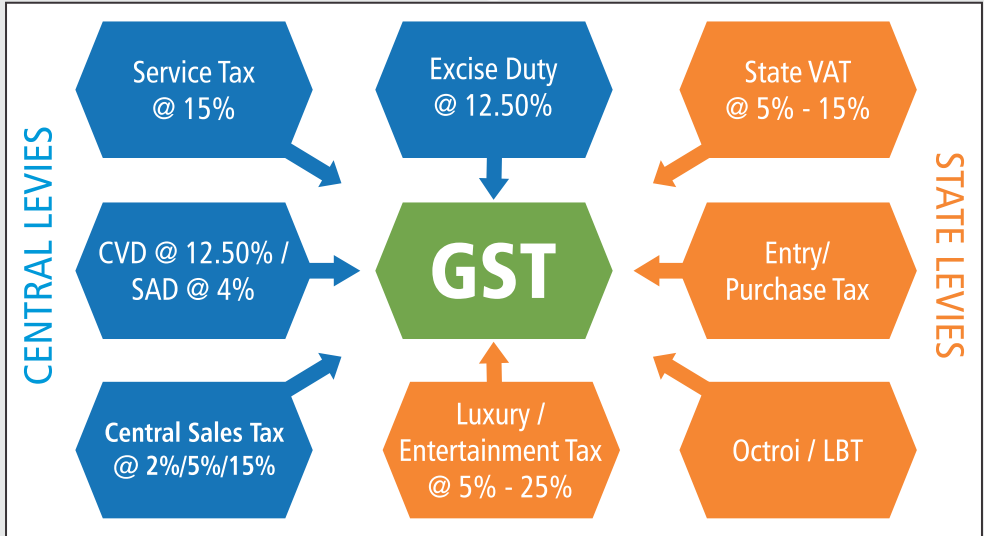 CENTRAL LEVIES
Service Tax
@ 15%
Excise Duty
@ 12.50%
State VAT
@ 5% - 15%
CVD @ 12.50% /
SAD @ 4%
GST
Entry/
Purchase Tax
Central Sales Tax
@ 2%/5%/15%
Luxury /
Entertainment Tax
@ 5% - 25%
Octroi / LBT
STATE LEVIES